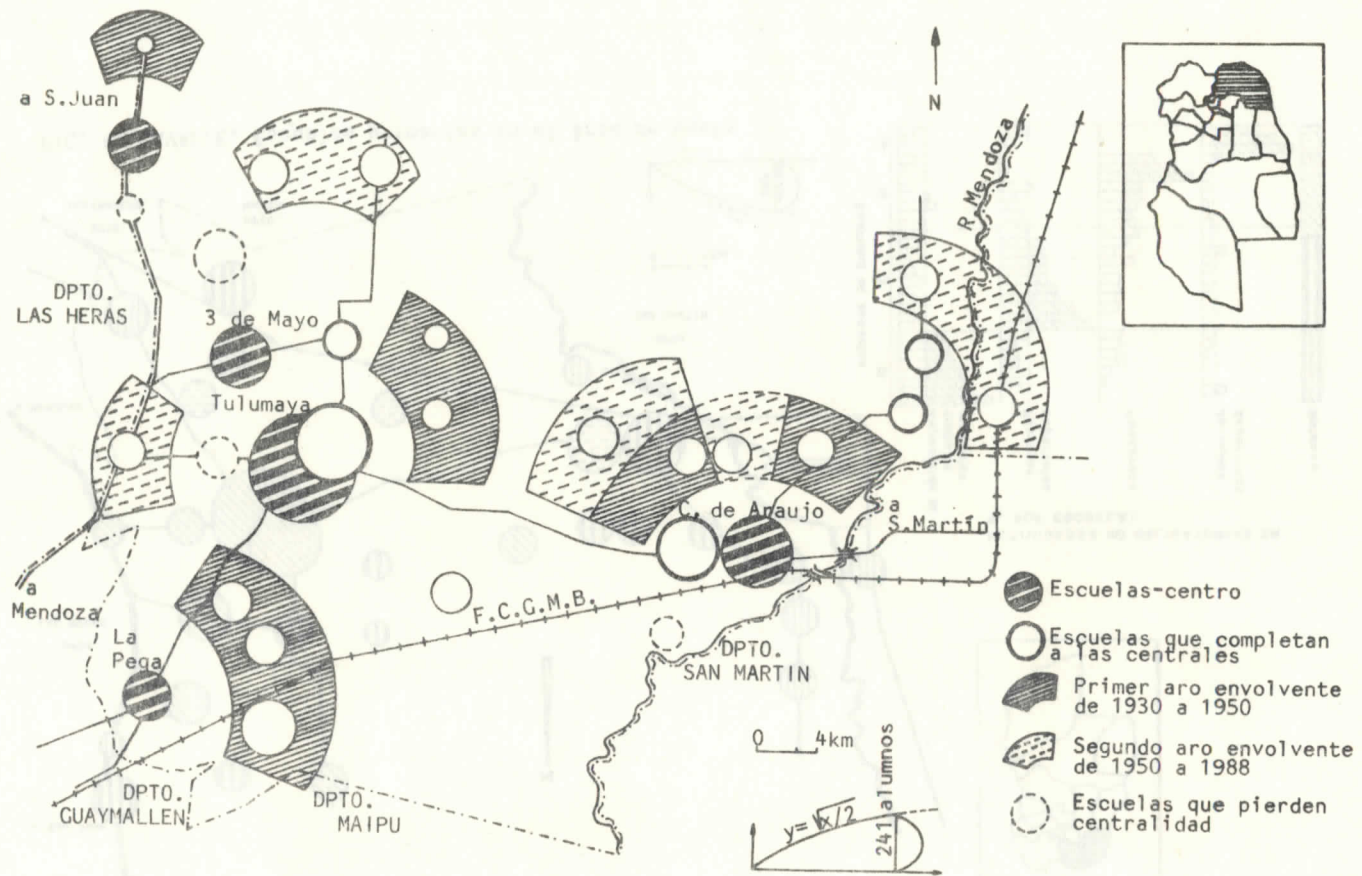 a S.Juan
N
R. Mendoza
DPTO.
LAS HERAS
3 de Mayo
Tulumaya
C. de Araujo
a
S.Martín
a
Mendoza
La
Pega
F.C.G.M.B.
DPTO.
SAN MARTIN
DPTO.
GUAYMALLEN
DPTO.
MAIPU
0 4km
y=√x/2
241 alumnos
Escuelas-centro
Escuelas que completan
a las centrales
Primer aro envolvente
de 1930 a 1950
Segundo aro envolvente
de 1950 a 1988
Escuelas que pierden
centralidad